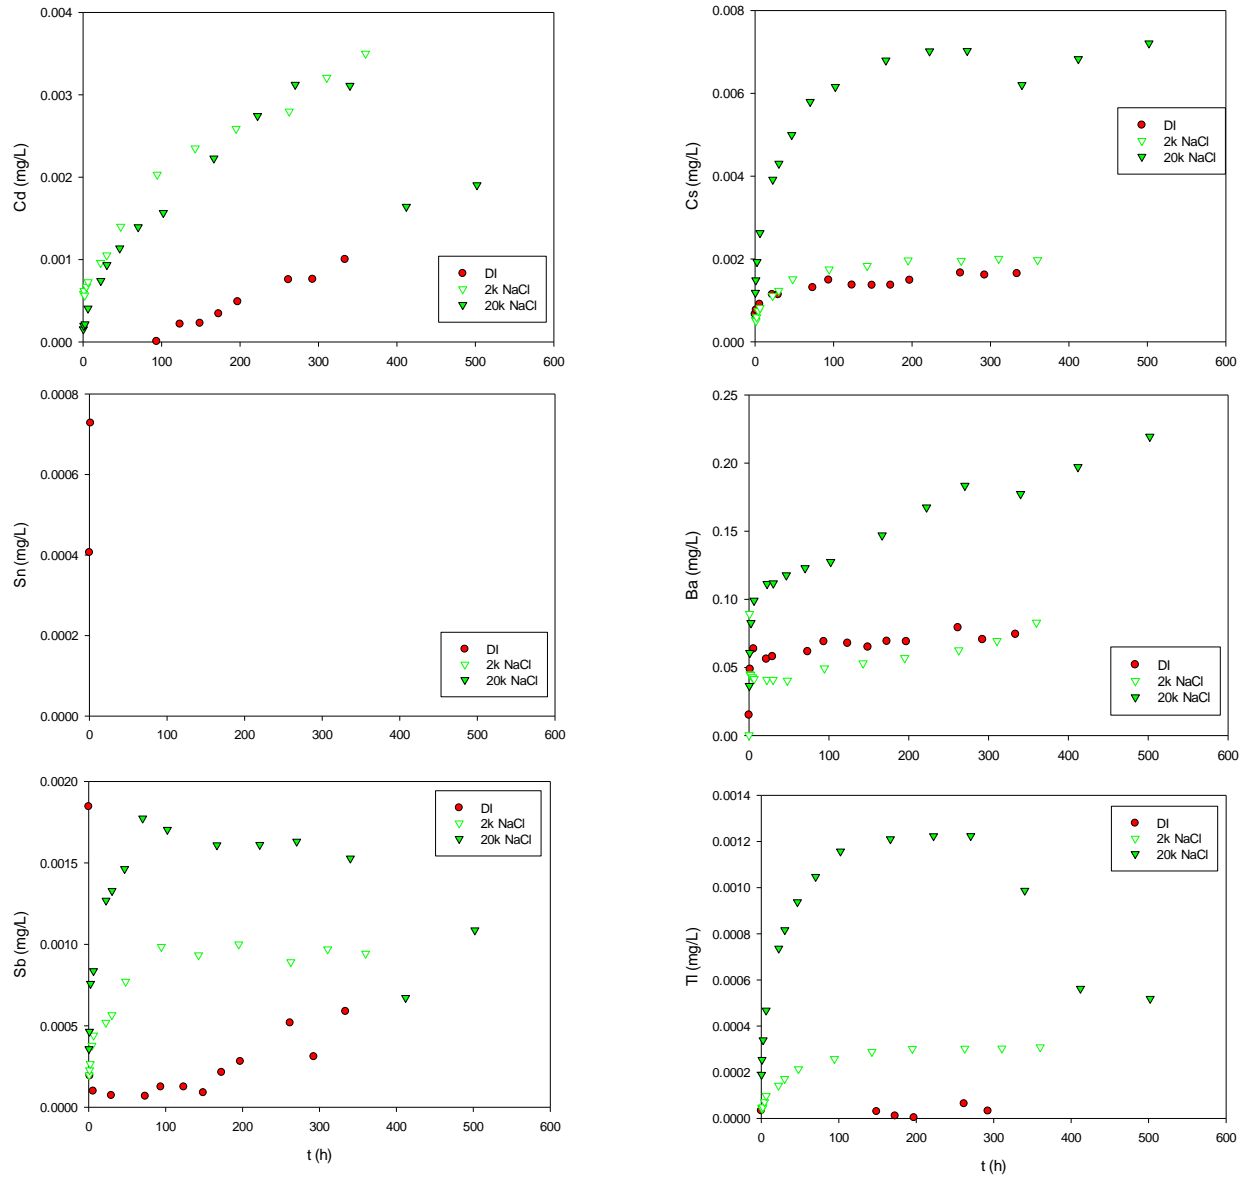 0.004
0.003
0.002
0.001
0.000
Cd (mg/L)
0 100 200 300 400 500 600
DI
2k NaCl
20k NaCl
0.008
0.006
0.004
0.002
0.000
Cs (mg/L)
0 100 200 300 400 500 600
DI
2k NaCl
20k NaCl
0.0008
0.0006
0.0004
0.0002
0.0000
Sn (mg/L)
0 100 200 300 400 500 600
DI
2k NaCl
20k NaCl
0.25
0.20
0.15
0.10
0.05
0.00
Ba (mg/L)
0 100 200 300 400 500 600
DI
2k NaCl
20k NaCl
0.0020
0.0015
0.0010
0.0005
0.0000
Sb (mg/L)
0 100 200 300 400 500 600
t (h)
DI
2k NaCl
20k NaCl
0.0014
0.0012
0.0010
0.0008
0.0006
0.0004
0.0002
0.0000
Tl (mg/L)
0 100 200 300 400 500 600
t (h)
DI
2k NaCl
20k NaCl